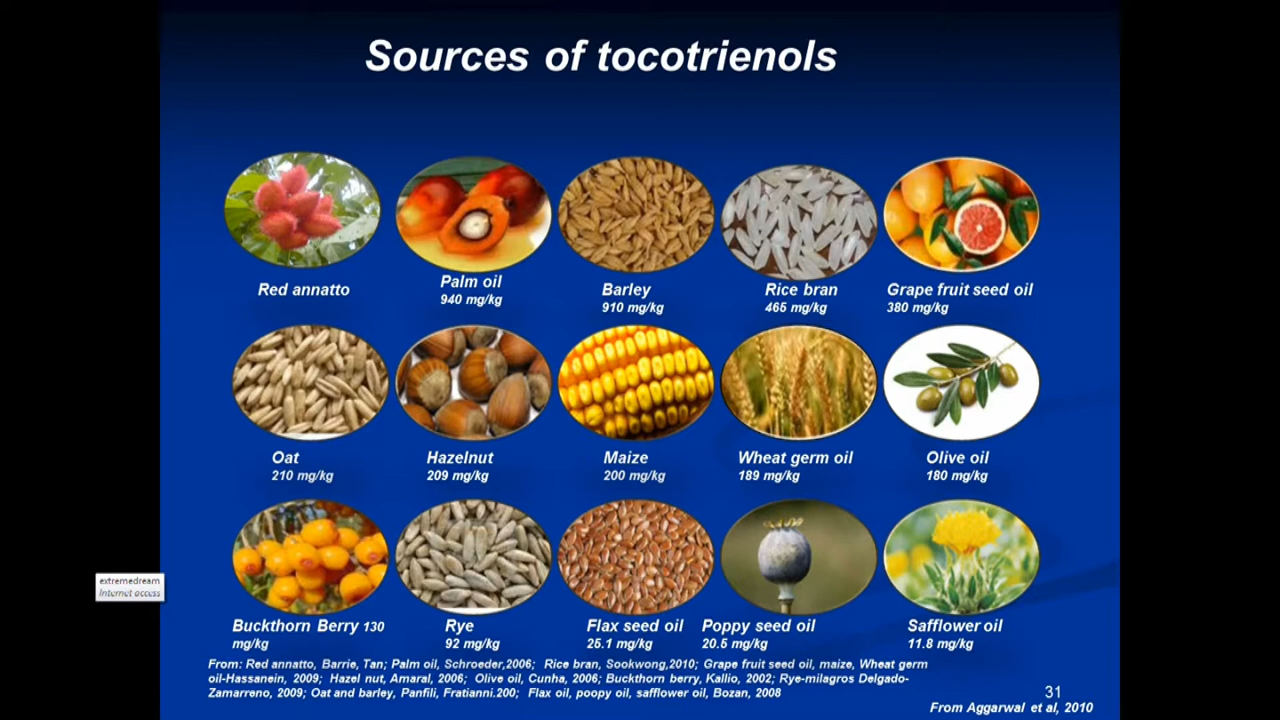 Sources of tocotrienols
Red annatto
Palm oil
940 mg/kg
Barley
910 mg/kg
Rice bran
465 mg/kg
Grape fruit seed oil
380 mg/kg
Oat
210 mg/kg
Hazelnut
209 mg/kg
Maize
200 mg/kg
Wheat germ oil
189 mg/kg
Olive oil
180 mg/kg
extremedream
Internet access
Buckthorn Berry 130
mg/kg
Rye
92 mg/kg
Flax seed oil
25.1 mg/kg
Poppy seed oil
20.5 mg/kg
Safflower oil
11.8 mg/kg
From: Red annatto, Barrie, Tan; Palm oil, Schroeder,2006; Rice bran, Sookwong,2010; Grape fruit seed oil, maize, Wheat germ
oil-Hassanein, 2009; Hazel nut, Amaral, 2006; Olive oil, Cunha, 2006; Buckthorn berry, Kallio, 2002; Rye-milagros Delgado-
Zamarreno, 2009; Oat and barley, Panfili, Fratianni.200; Flax oil, poopy oil, safflower oil, Bozan, 2008
31
From Aggarwal et al, 2010